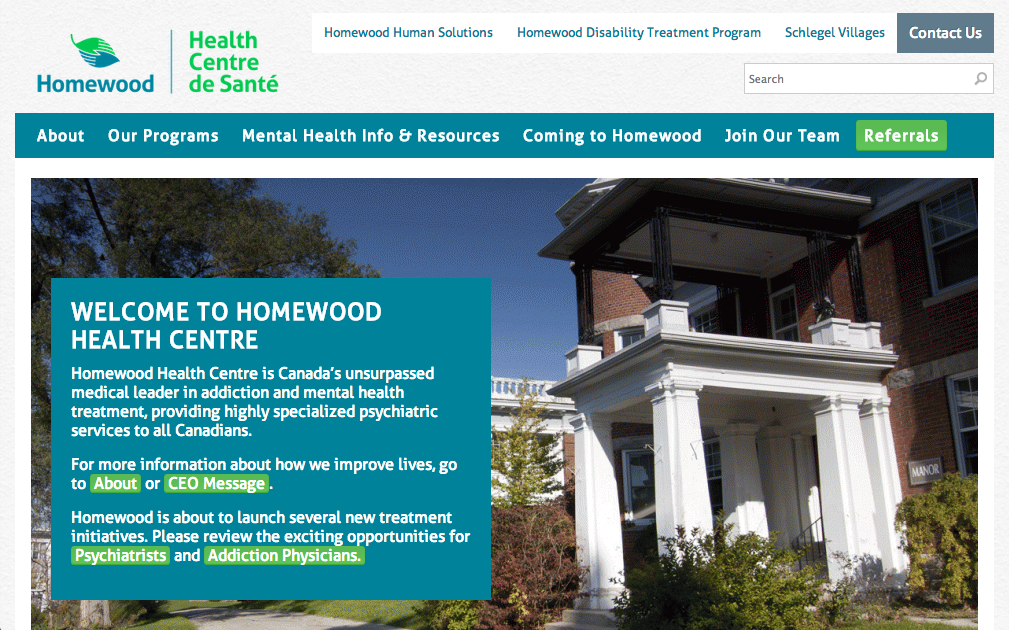 Homewood Human Solutions Homewood Disability Treatment Program Schlegel Villages Contact Us
Homewood
Health
Centre
de Santé
Search
About Our Programs Mental Health Info & Resources Coming to Homewood Join Our Team Referrals
WELCOME TO HOMEWOOD
HEALTH CENTRE
Homewood Health Centre is Canada's unsurpassed
medical leader in addiction and mental health
treatment, providing highly specialized psychiatric
services to all Canadians.
For more information about how we improve lives, go
to About or CEO Message.
Homewood is about to launch several new treatment
initiatives. Please review the exciting opportunities for
Psychiatrists and Addiction Physicians.
MANOR